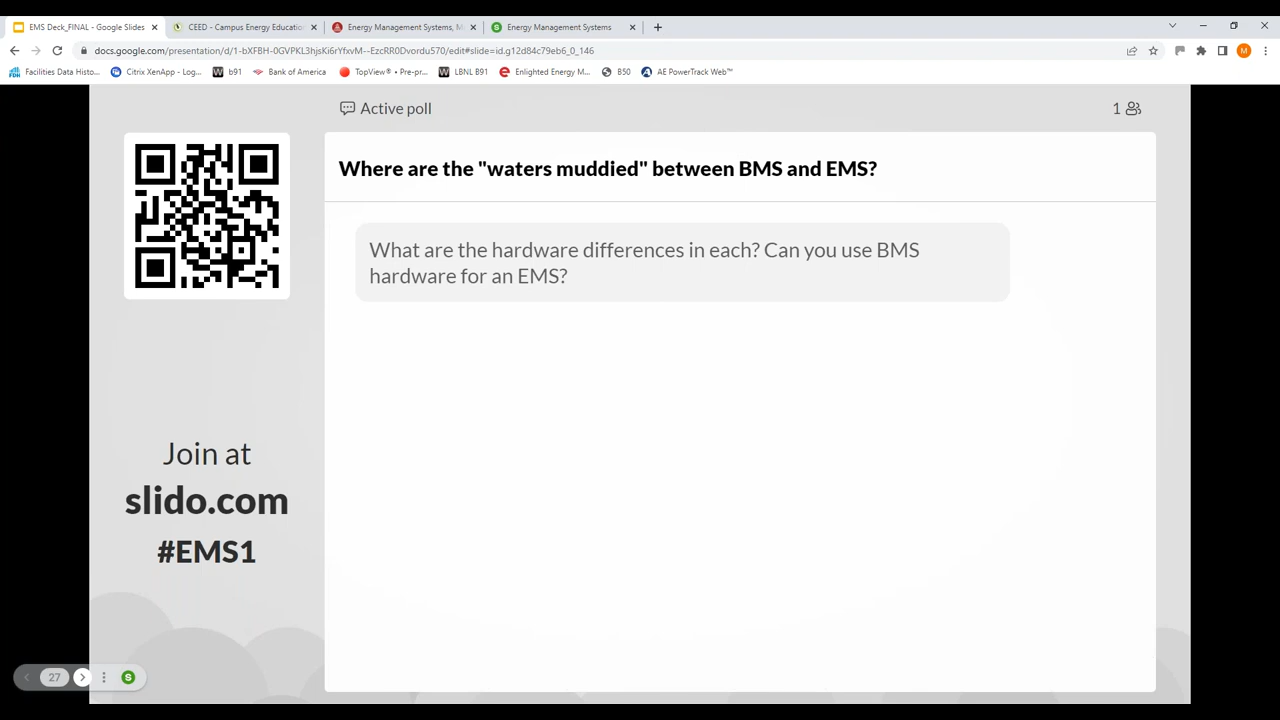 EMS Deck_FINAL - Google Slides
CEED - Campus Energy Educatio
Energy Management Systems, M
Energy Management Systems
docs.google.com/presentation/d/1-bXFBH-0GVPKL3hjsKi6rYfxvM--EzcRR0Dvordu570/edit#slide=id.g12d84c79eb6_0_146
M
Facilities Data Histo...
Citrix XenApp - Log...
b91
Bank of America
TopView® • Pre-pr...
LBNL B91
Enlighted Energy M...
B50
AE PowerTrack Web™
Active poll
1
Where are the "waters muddied" between BMS and EMS?
What are the hardware differences in each? Can you use BMS
hardware for an EMS?
Join at
slido.com
#EMS1
27
S